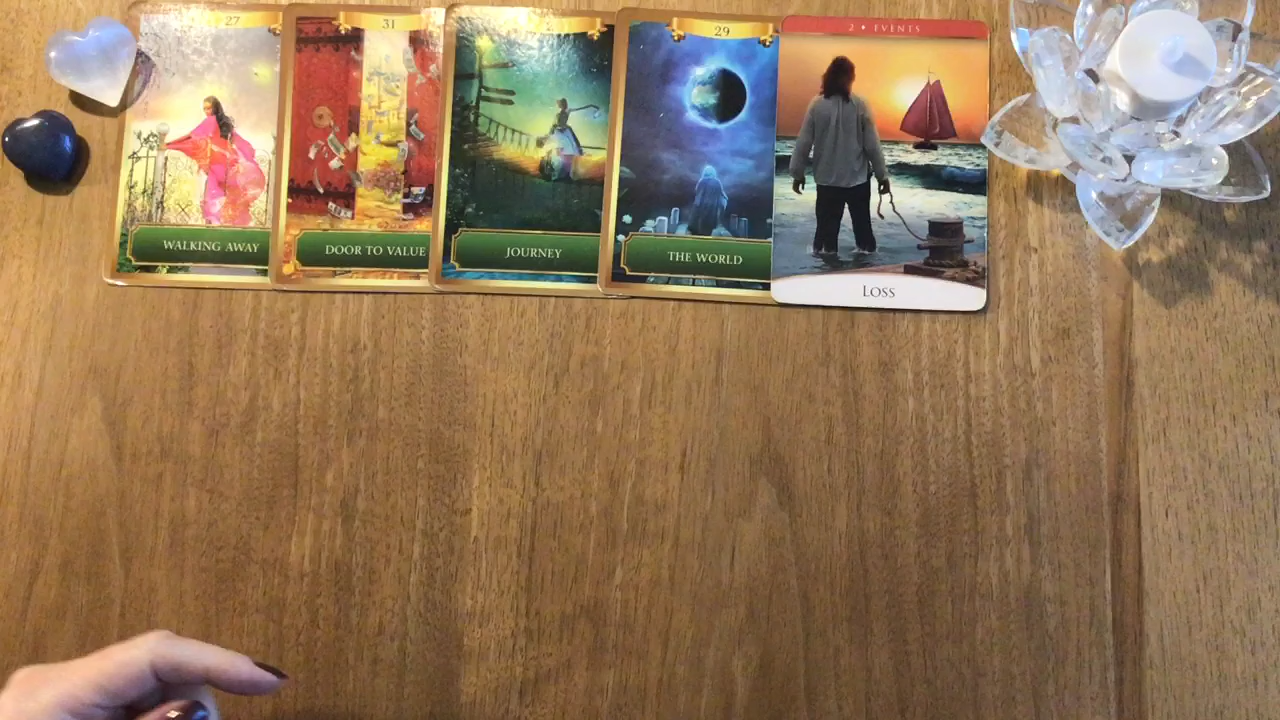 27
WALKING AWAY
31
DOOR TO VALUE
JOURNEY
29
THE WORLD
2 • EVENTS
LOSS